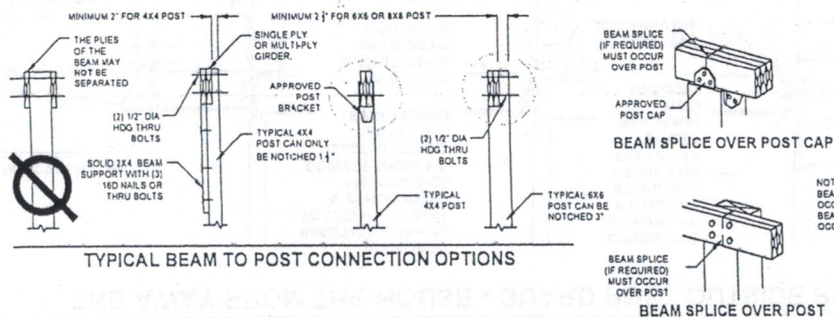 MINIMUM 2" FOR 4X4 POST
MINIMUM 2 ½" FOR 6X6 OR 8X8 POST
THE PLIES
OF THE
BEAM MAY
NOT BE
SEPARATED
SINGLE PLY
OR MULTI-PLY
GIRDER.
(2) 1/2" DIA
HDG THRU
BOLTS
SOLID 2X4 BEAM
SUPPORT WITH (3)
16D NAILS OR
THRU BOLTS
TYPICAL 4X4
POST CAN ONLY
BE NOTCHED 1 ½"
APPROVED
POST
BRACKET
TYPICAL
4X4 POST
(2) 1/2" DIA
HDG THRU
BOLTS
TYPICAL 6X6
POST CAN BE
NOTCHED 3"
TYPICAL BEAM TO POST CONNECTION OPTIONS
BEAM SPLICE
(IF REQUIRED)
MUST OCCUR
OVER POST
APPROVED
POST CAP
BEAM SPLICE OVER POST CAP
BEAM SPLICE
(IF REQUIRED)
MUST OCCUR
OVER POST
BEAM SPLICE OVER POST